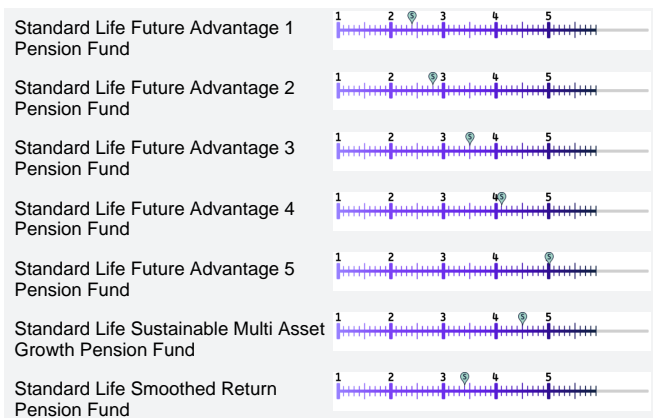 Standard Life Future Advantage 1
Pension Fund
1 2 S 3 4 5
Standard Life Future Advantage 2
Pension Fund
1 2 S 3 4 5
Standard Life Future Advantage 3
Pension Fund
1 2 3 S 4 5
Standard Life Future Advantage 4
Pension Fund
1 2 3 4 S 5
Standard Life Future Advantage 5
Pension Fund
1 2 3 4 5 S
Standard Life Sustainable Multi Asset
Growth Pension Fund
1 2 3 4 S 5
Standard Life Smoothed Return
Pension Fund
1 2 3 S 4 5